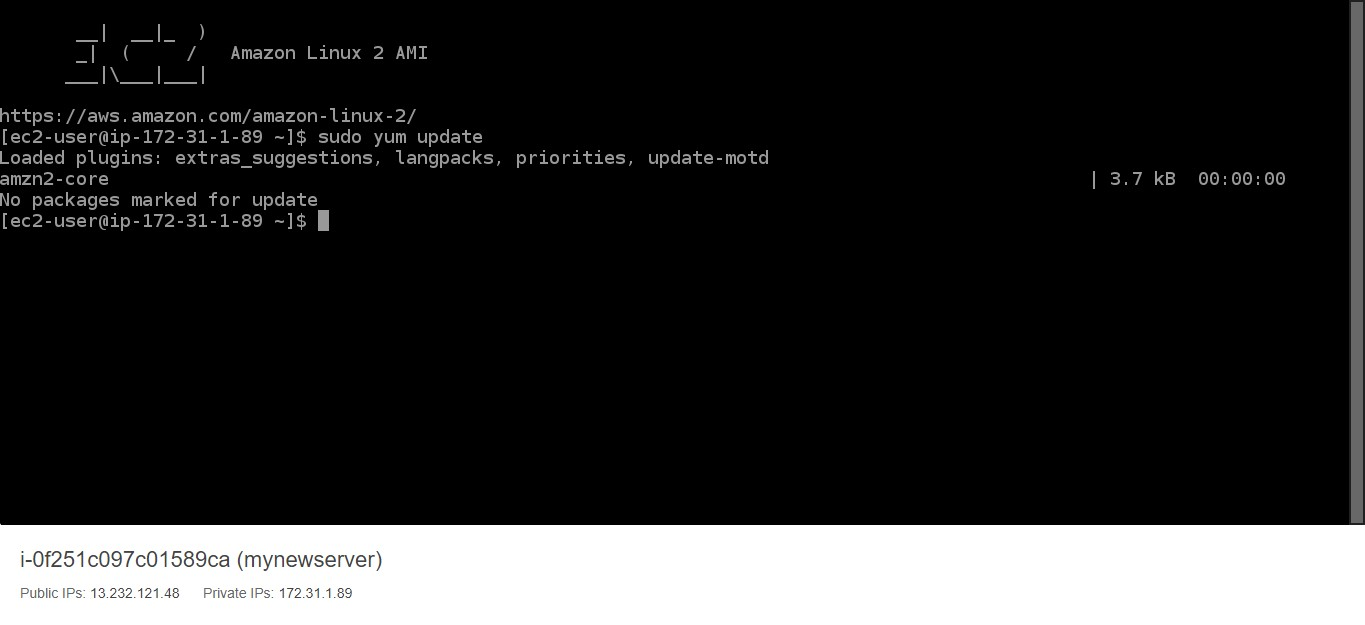 __|  __|_  )
_|  (     /   Amazon Linux 2 AMI
___|\___|___|
https://aws.amazon.com/amazon-linux-2/
[ec2-user@ip-172-31-1-89 ~]$ sudo yum update
Loaded plugins: extras_suggestions, langpacks, priorities, update-motd
amzn2-core | 3.7 kB  00:00:00
No packages marked for update
[ec2-user@ip-172-31-1-89 ~]$
i-0f251c097c01589ca (mynewserver)
Public IPs: 13.232.121.48 Private IPs: 172.31.1.89